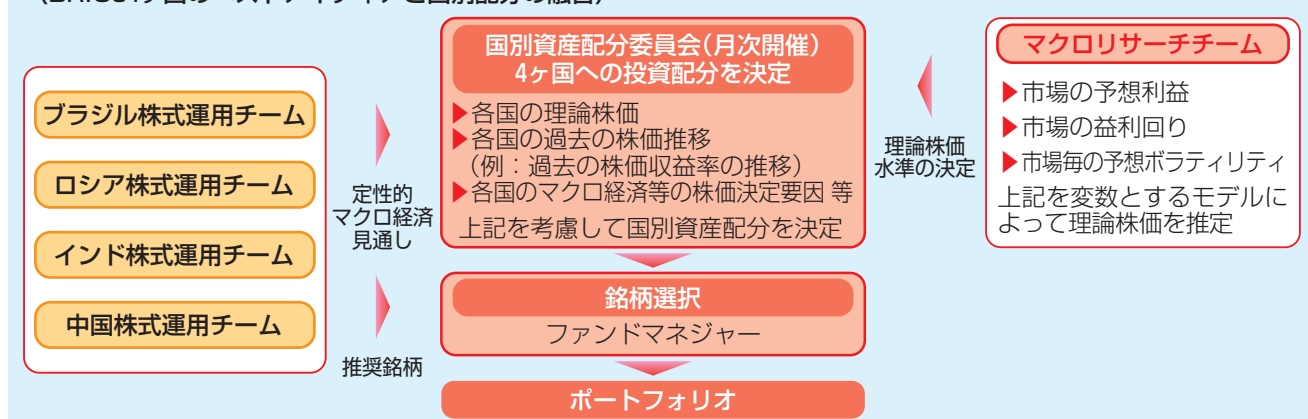 ブラジル株式運用チーム
ロシア株式運用チーム
インド株式運用チーム
中国株式運用チーム
定性的
マクロ経済
見通し
推奨銘柄
国別資産配分委員会(月次開催)
4ヶ国への投資配分を決定
▶各国の理論株価
▶各国の過去の株価推移
(例：過去の株価収益率の推移)
▶各国のマクロ経済等の株価決定要因 等
上記を考慮して国別資産配分を決定
理論株価
水準の決定
マクロリサーチチーム
▶市場の予想利益
▶市場の益利回り
▶市場毎の予想ボラティリティ
上記を変数とするモデルに
よって理論株価を推定
銘柄選択
ファンドマネジャー
ポートフォリオ